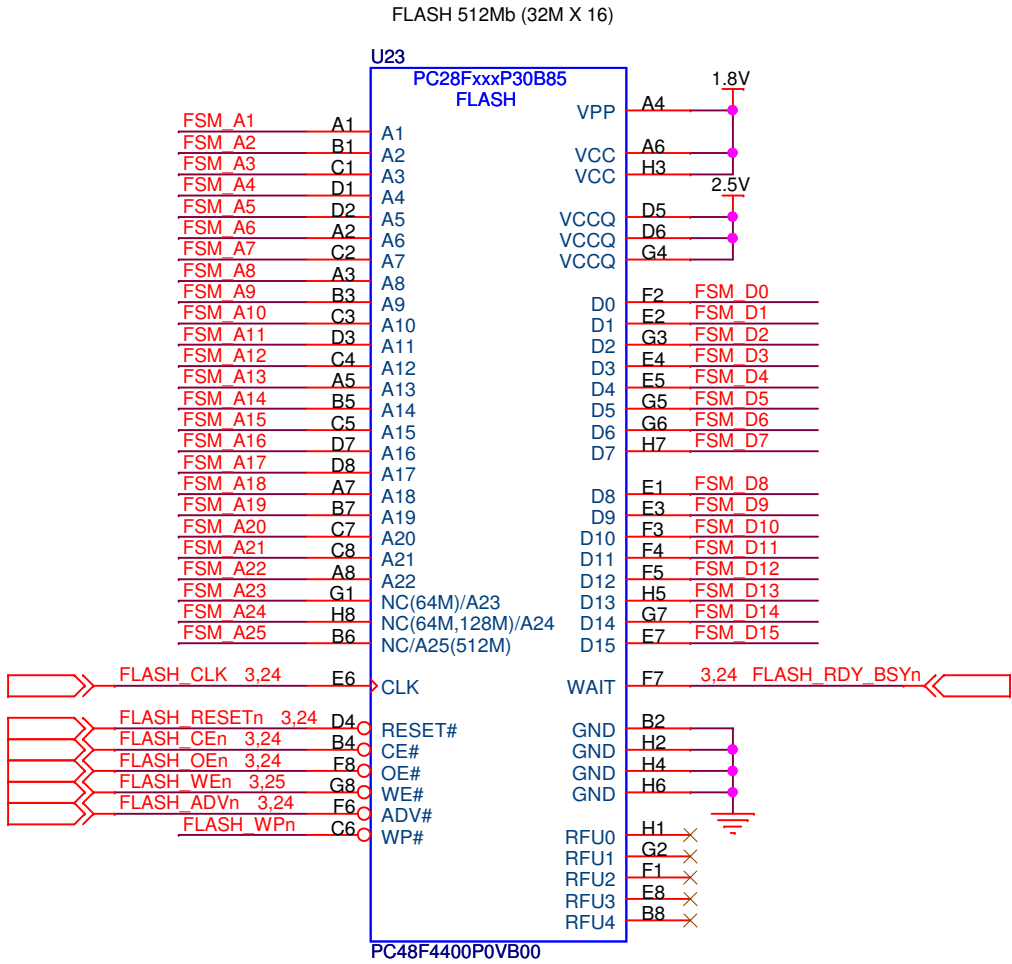 FLASH 512Mb (32M X 16)
U23
PC28FxxxP30B85
FLASH
1.8V
VPP A4
FSM_A1 A1 A1
FSM_A2 B1 A2
VCC A6
FSM_A3 C1 A3
VCC H3
FSM_A4 D1 A4
2.5V
FSM_A5 D2 A5
VCCQ D5
FSM_A6 A2 A6
VCCQ D6
FSM_A7 C2 A7
VCCQ G4
FSM_A8 A3 A8
FSM_A9 B3 A9
D0 F2 FSM_D0
FSM_A10 C3 A10
D1 E2 FSM_D1
FSM_A11 D3 A11
D2 G3 FSM_D2
FSM_A12 C4 A12
D3 E4 FSM_D3
FSM_A13 A5 A13
D4 E5 FSM_D4
FSM_A14 B5 A14
D5 G5 FSM_D5
FSM_A15 C5 A15
D6 G6 FSM_D6
FSM_A16 D7 A16
D7 H7 FSM_D7
FSM_A17 D8 A17
FSM_A18 A7 A18
D8 E1 FSM_D8
FSM_A19 B7 A19
D9 E3 FSM_D9
FSM_A20 C7 A20
D10 F3 FSM_D10
FSM_A21 C8 A21
D11 F4 FSM_D11
FSM_A22 A8 A22
D12 F5 FSM_D12
FSM_A23 G1 NC(64M)/A23
D13 H5 FSM_D13
FSM_A24 H8 NC(64M,128M)/A24
D14 G7 FSM_D14
FSM_A25 B6 NC/A25(512M)
D15 E7 FSM_D15
FLASH_CLK 3,24 E6 CLK
WAIT F7 3,24 FLASH_RDY_BSYn
FLASH_RESETn 3,24 D4 RESET#
GND B2
FLASH_CEn 3,24 B4 CE#
GND H2
FLASH_OEn 3,24 F8 OE#
GND H4
FLASH_WEn 3,25 G8 WE#
GND H6
FLASH_ADVn 3,24 F6 ADV#
FLASH_WPn C6 WP#
RFU0 H1
RFU1 G2
RFU2 F1
RFU3 E8
RFU4 B8
PC48F4400P0VB00